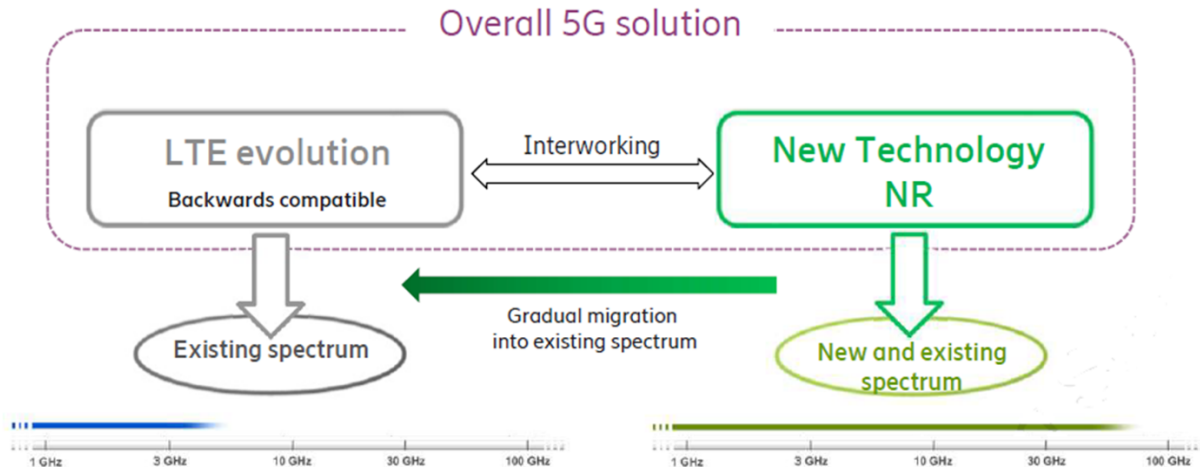 Overall 5G solution
LTE evolution
Backwards compatible
Interworking
New Technology
NR
Gradual migration
into existing spectrum
Existing spectrum
New and existing
spectrum
1 GHz 3 GHz 10 GHz 30 GHz 100 GHz
1 GHz 3 GHz 10 GHz 30 GHz 100 GHz